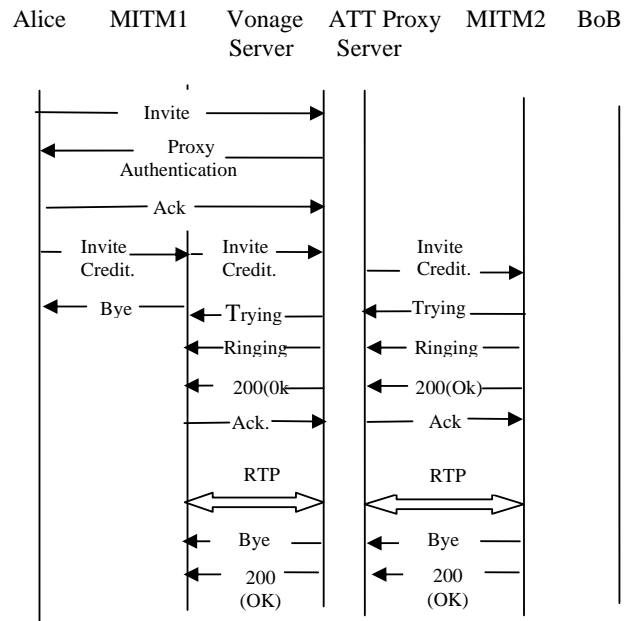 Alice MITM1 Vonage ATT Proxy MITM2 BoB
Server Server
Invite
Proxy
Authentication
Ack
Invite Invite Invite
Credit. Credit. Credit.
Bye Trying Trying
Ringing Ringing
200(0k 200(Ok)
Ack. Ack
RTP RTP
Bye Bye
200 200
(OK) (OK)